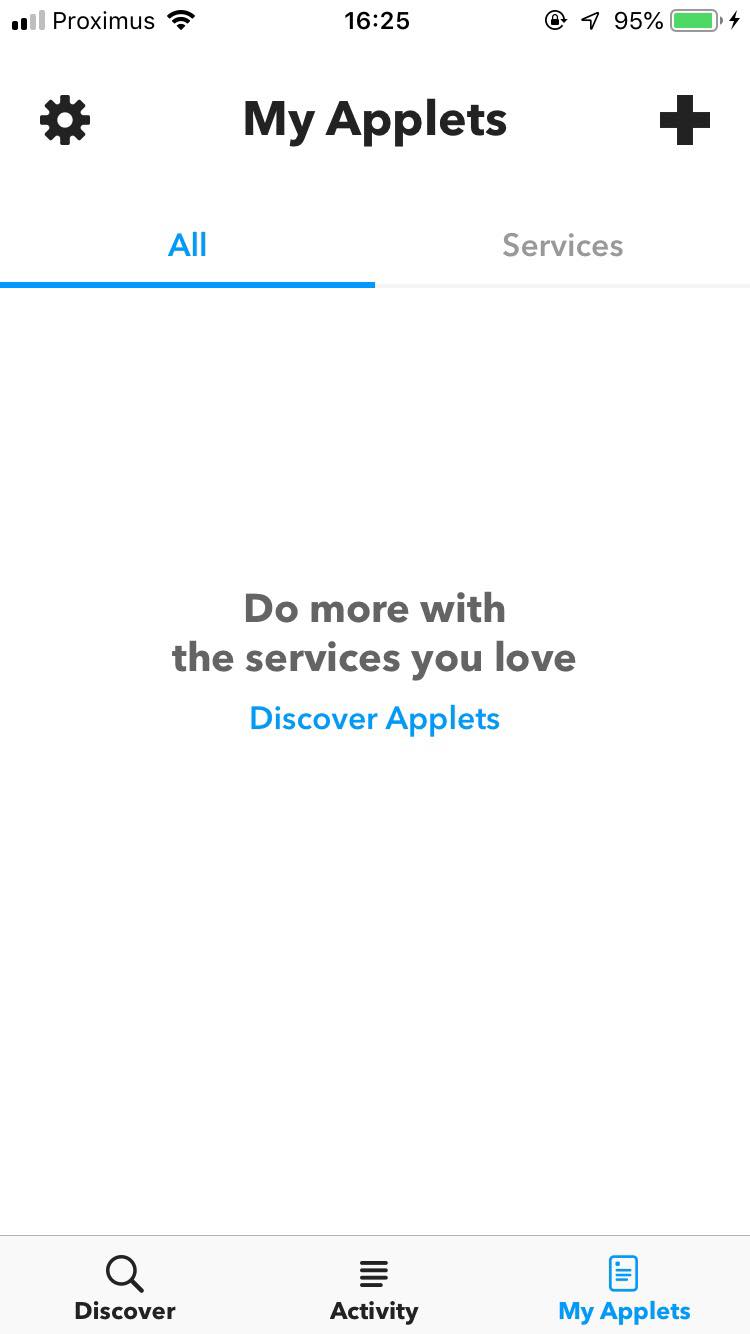 Proximus 16:25 95%
My Applets
All Services
Do more with
the services you love
Discover Applets
Discover Activity My Applets